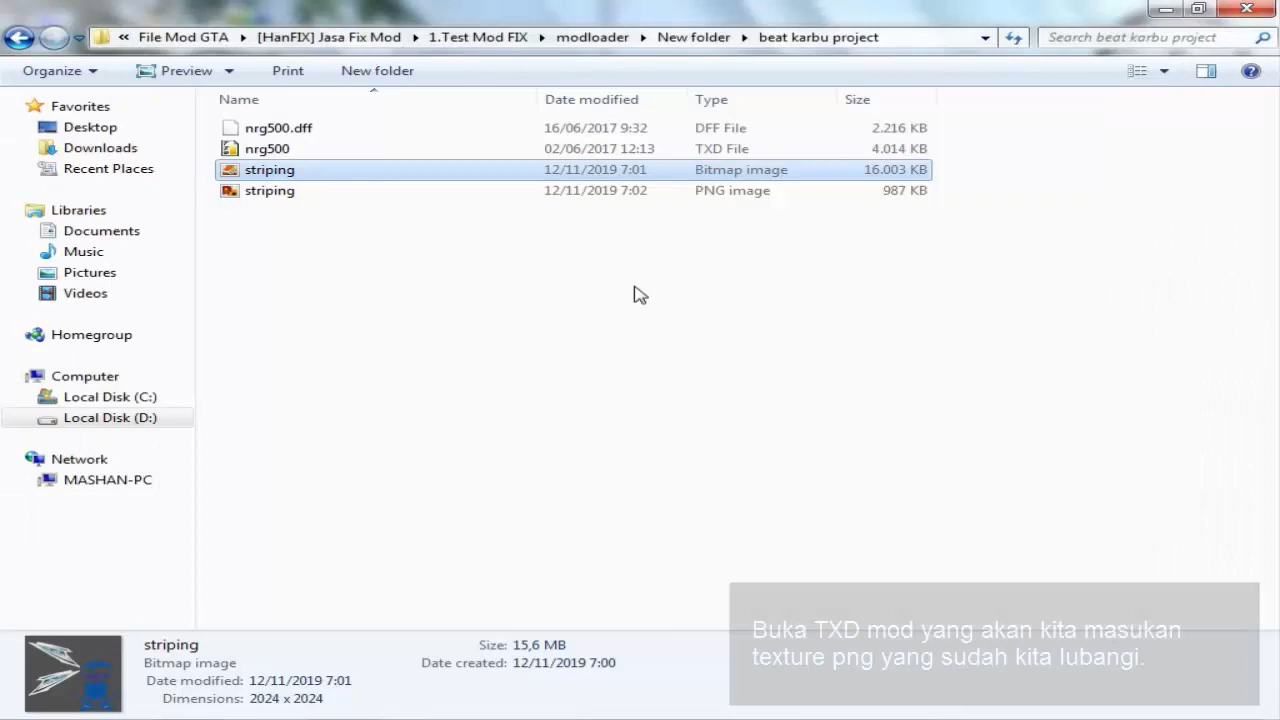 « File Mod GTA ▸ [HanFIX] Jasa Fix Mod ▸ 1.Test Mod FIX ▸ modloader ▸ New folder ▸ beat karbu project
Search beat karbu project
Organize Preview Print New folder
Name Date modified Type Size
nrg500.dff 16/06/2017 9:32 DFF File 2.216 KB
nrg500 02/06/2017 12:13 TXD File 4.014 KB
striping 12/11/2019 7:01 Bitmap image 16.003 KB
striping 12/11/2019 7:02 PNG image 987 KB
Favorites
Desktop
Downloads
Recent Places
Libraries
Documents
Music
Pictures
Videos
Homegroup
Computer
Local Disk (C:)
Local Disk (D:)
Network
MASHAN-PC
striping
Bitmap image
Date modified: 12/11/2019 7:01
Dimensions: 2024 x 2024
Size: 15,6 MB
Date created: 12/11/2019 7:00
Buka TXD mod yang akan kita masukan
texture png yang sudah kita lubangi.